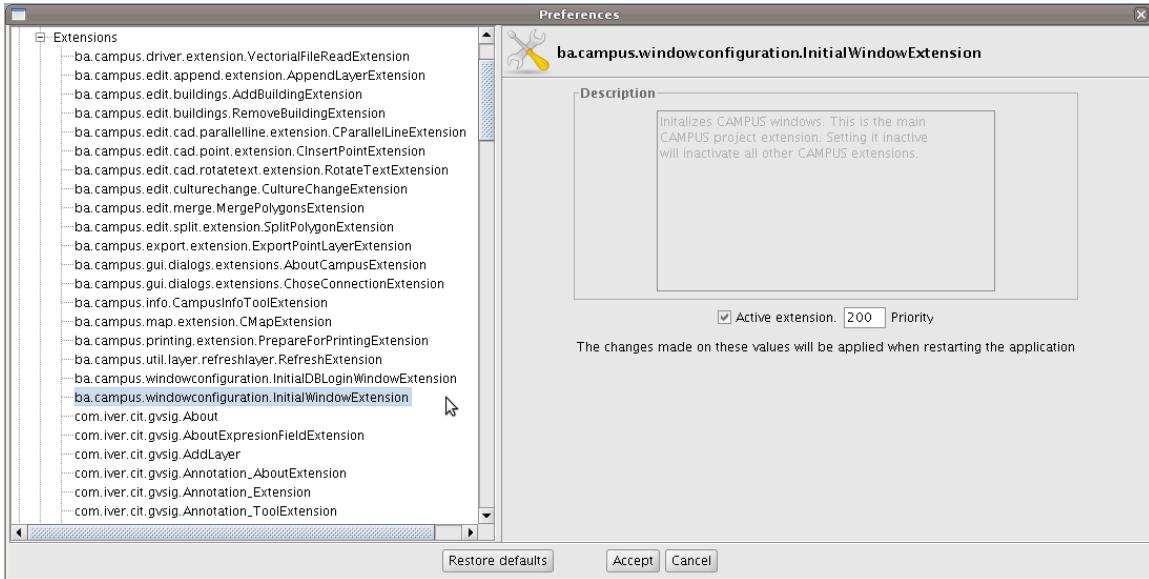 Preferences
Extensions
ba.campus.driver.extension.VectorialFileReadExtension
ba.campus.edit.append.extension.AppendLayerExtension
ba.campus.edit.buildings.AddBuildingExtension
ba.campus.edit.buildings.RemoveBuildingExtension
ba.campus.edit.cad.parallelline.extension.CParallelLineExtension
ba.campus.edit.cad.point.extension.CInsertPointExtension
ba.campus.edit.cad.rotatetext.extension.RotateTextExtension
ba.campus.edit.culturechange.CultureChangeExtension
ba.campus.edit.merge.MergePolygonsExtension
ba.campus.edit.split.extension.SplitPolygonExtension
ba.campus.export.extension.ExportPointLayerExtension
ba.campus.gui.dialogs.extensions.AboutCampusExtension
ba.campus.gui.dialogs.extensions.ChoseConnectionExtension
ba.campus.info.CampusInfoToolExtension
ba.campus.map.extension.CMapExtension
ba.campus.printing.extension.PrepareForPrintingExtension
ba.campus.util.layer.refreshlayer.RefreshExtension
ba.campus.windowconfiguration.InitialDBLoginWindowExtension
ba.campus.windowconfiguration.InitialWindowExtension
com.iver.cit.gvsig.About
com.iver.cit.gvsig.AboutExpresionFieldExtension
com.iver.cit.gvsig.AddLayer
com.iver.cit.gvsig.Annotation_AboutExtension
com.iver.cit.gvsig.Annotation_Extension
com.iver.cit.gvsig.Annotation_ToolExtension
ba.campus.windowconfiguration.InitialWindowExtension
Description
Initalizes CAMPUS windows. This is the main
CAMPUS project extension. Setting it inactive
will inactivate all other CAMPUS extensions.
Active extension. 200 Priority
The changes made on these values will be applied when restarting the application
Restore defaults Accept Cancel